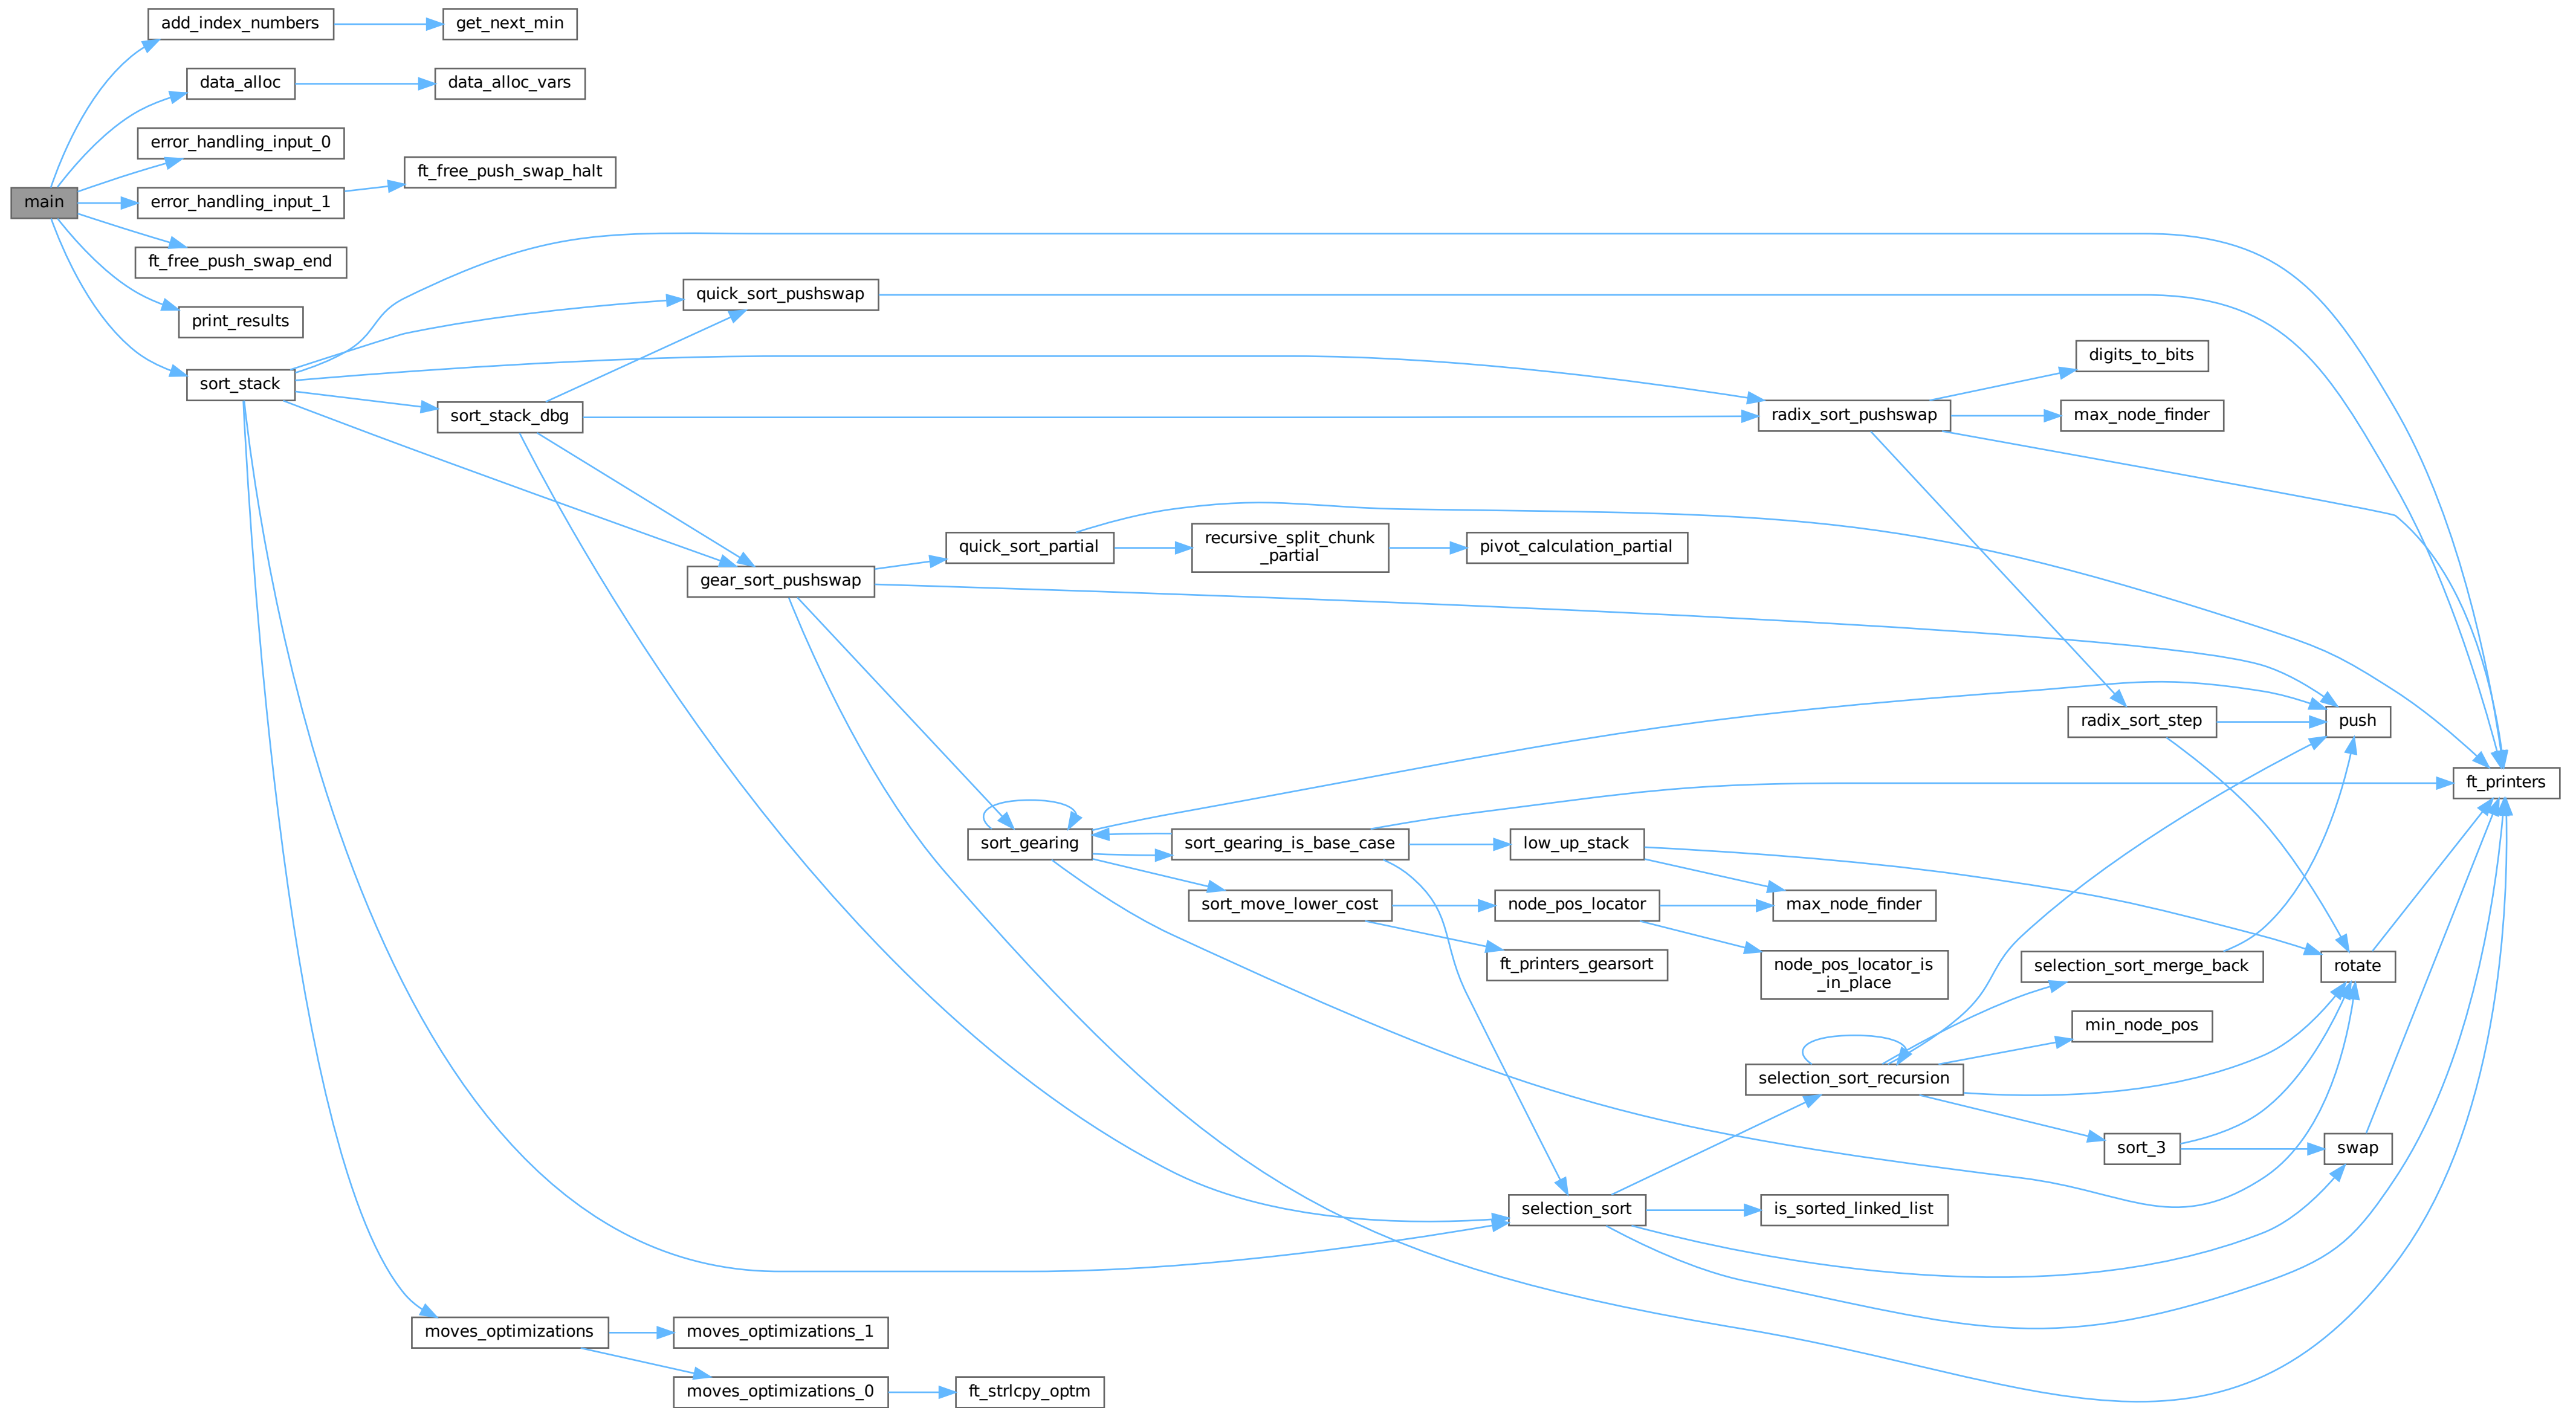 add_index_numbers
get_next_min
data_alloc
data_alloc_vars
error_handling_input_0
ft_free_push_swap_halt
main
error_handling_input_1
ft_free_push_swap_end
quick_sort_pushswap
print_results
digits_to_bits
sort_stack
sort_stack_dbg
radix_sort_pushswap
max_node_finder
quick_sort_partial
recursive_split_chunk
_partial
pivot_calculation_partial
gear_sort_pushswap
radix_sort_step
push
ft_printers
sort_gearing
sort_gearing_is_base_case
low_up_stack
sort_move_lower_cost
node_pos_locator
max_node_finder
ft_printers_gearsort
node_pos_locator_is
_in_place
selection_sort_merge_back
rotate
min_node_pos
selection_sort_recursion
sort_3
swap
selection_sort
is_sorted_linked_list
moves_optimizations
moves_optimizations_1
moves_optimizations_0
ft_strlcpy_optm